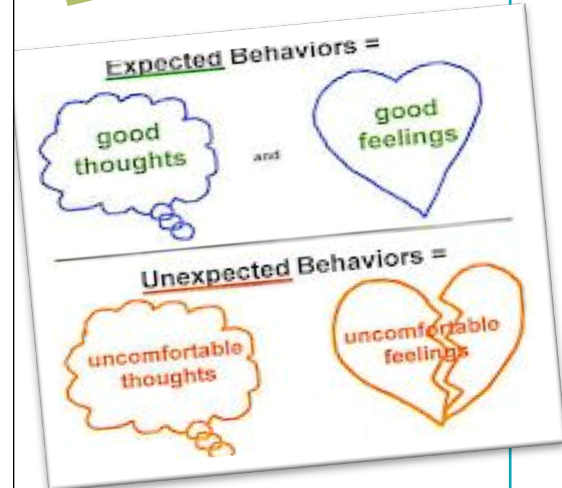 Expected Behaviors =
good
thoughts
and
good
feelings
Unexpected Behaviors =
uncomfortable
thoughts
uncomfortable
feelings